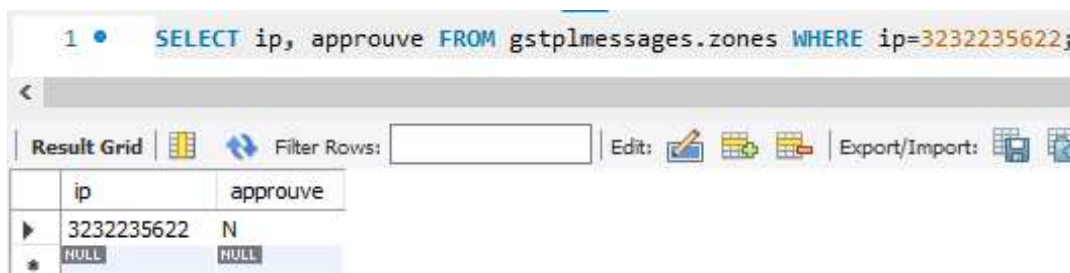 1 SELECT ip, approuve FROM gstplmessages.zones WHERE ip=3232235622;
Result Grid Filter Rows: Edit: Export/Import:
ip approuve
3232235622 N
NULL NULL